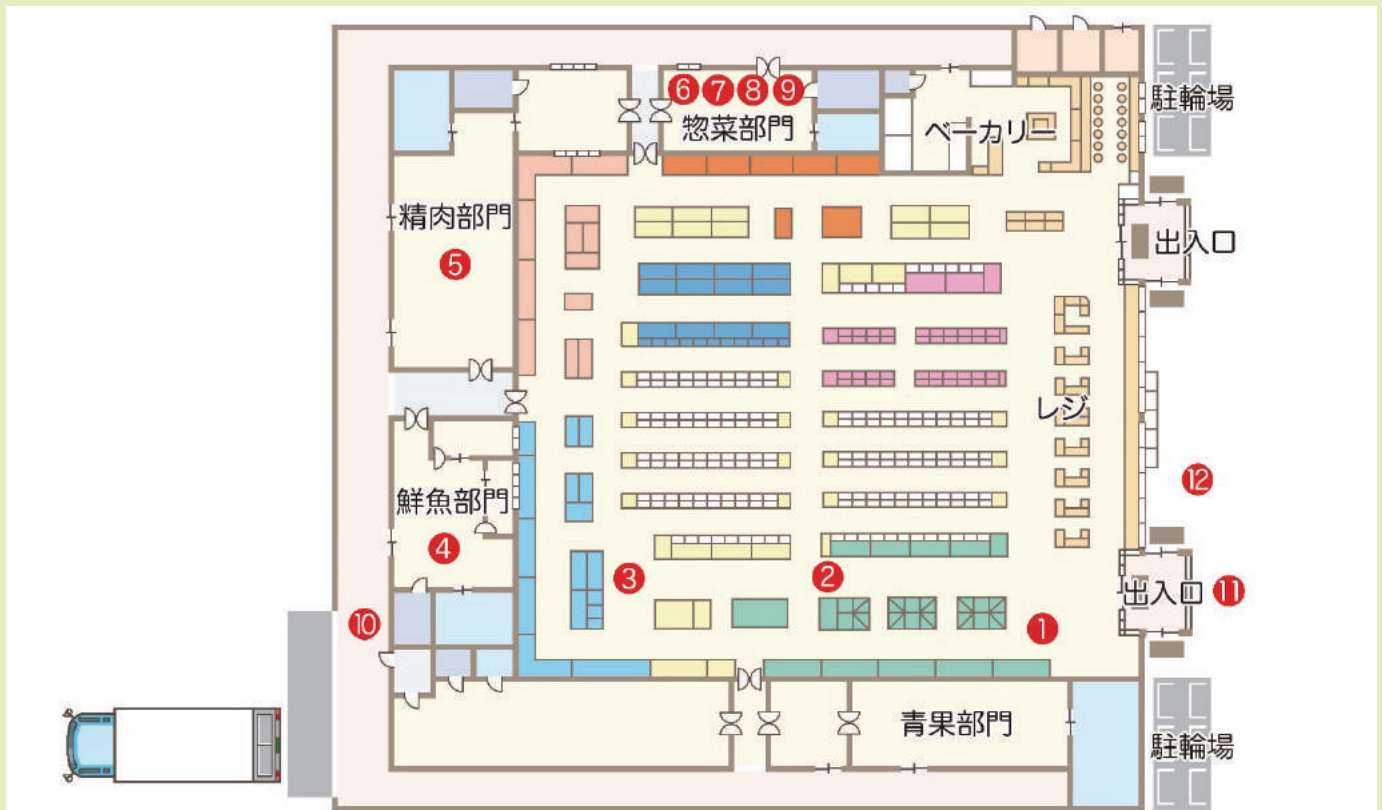 ⑥⑦⑧⑨
惣菜部門
ベーカリー
駐輪場
精肉部門
⑤
出入口
レジ
鮮魚部門
④
⑫
③
②
出入口
⑪
⑩
①
青果部門
駐輪場